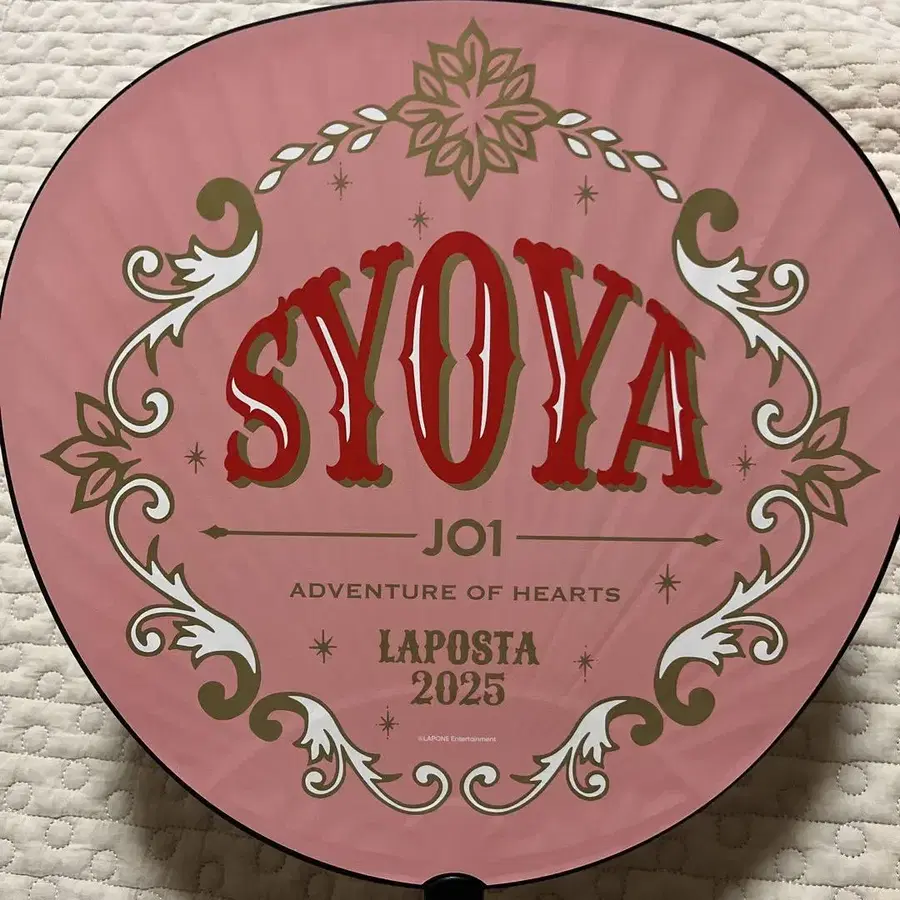 SYOYA
JO1
ADVENTURE OF HEARTS
LAPOSTA
2025
©LAPONE Entertainment